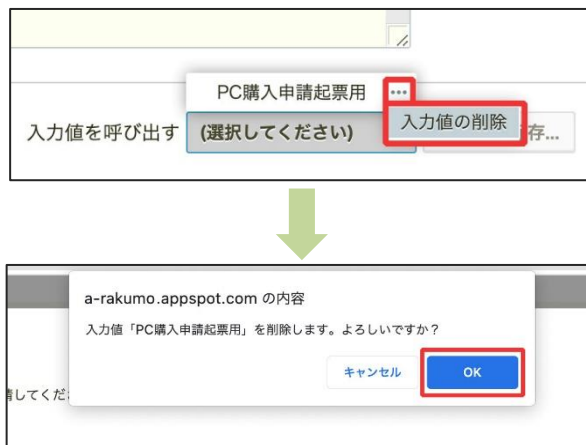 PC購入申請起票用 ...
入力値の削除
入力値を呼び出す (選択してください) 存...
a-rakumo.appspot.com の内容
入力値「PC購入申請起票用」を削除します。よろしいですか？
キャンセル OK
してくだ